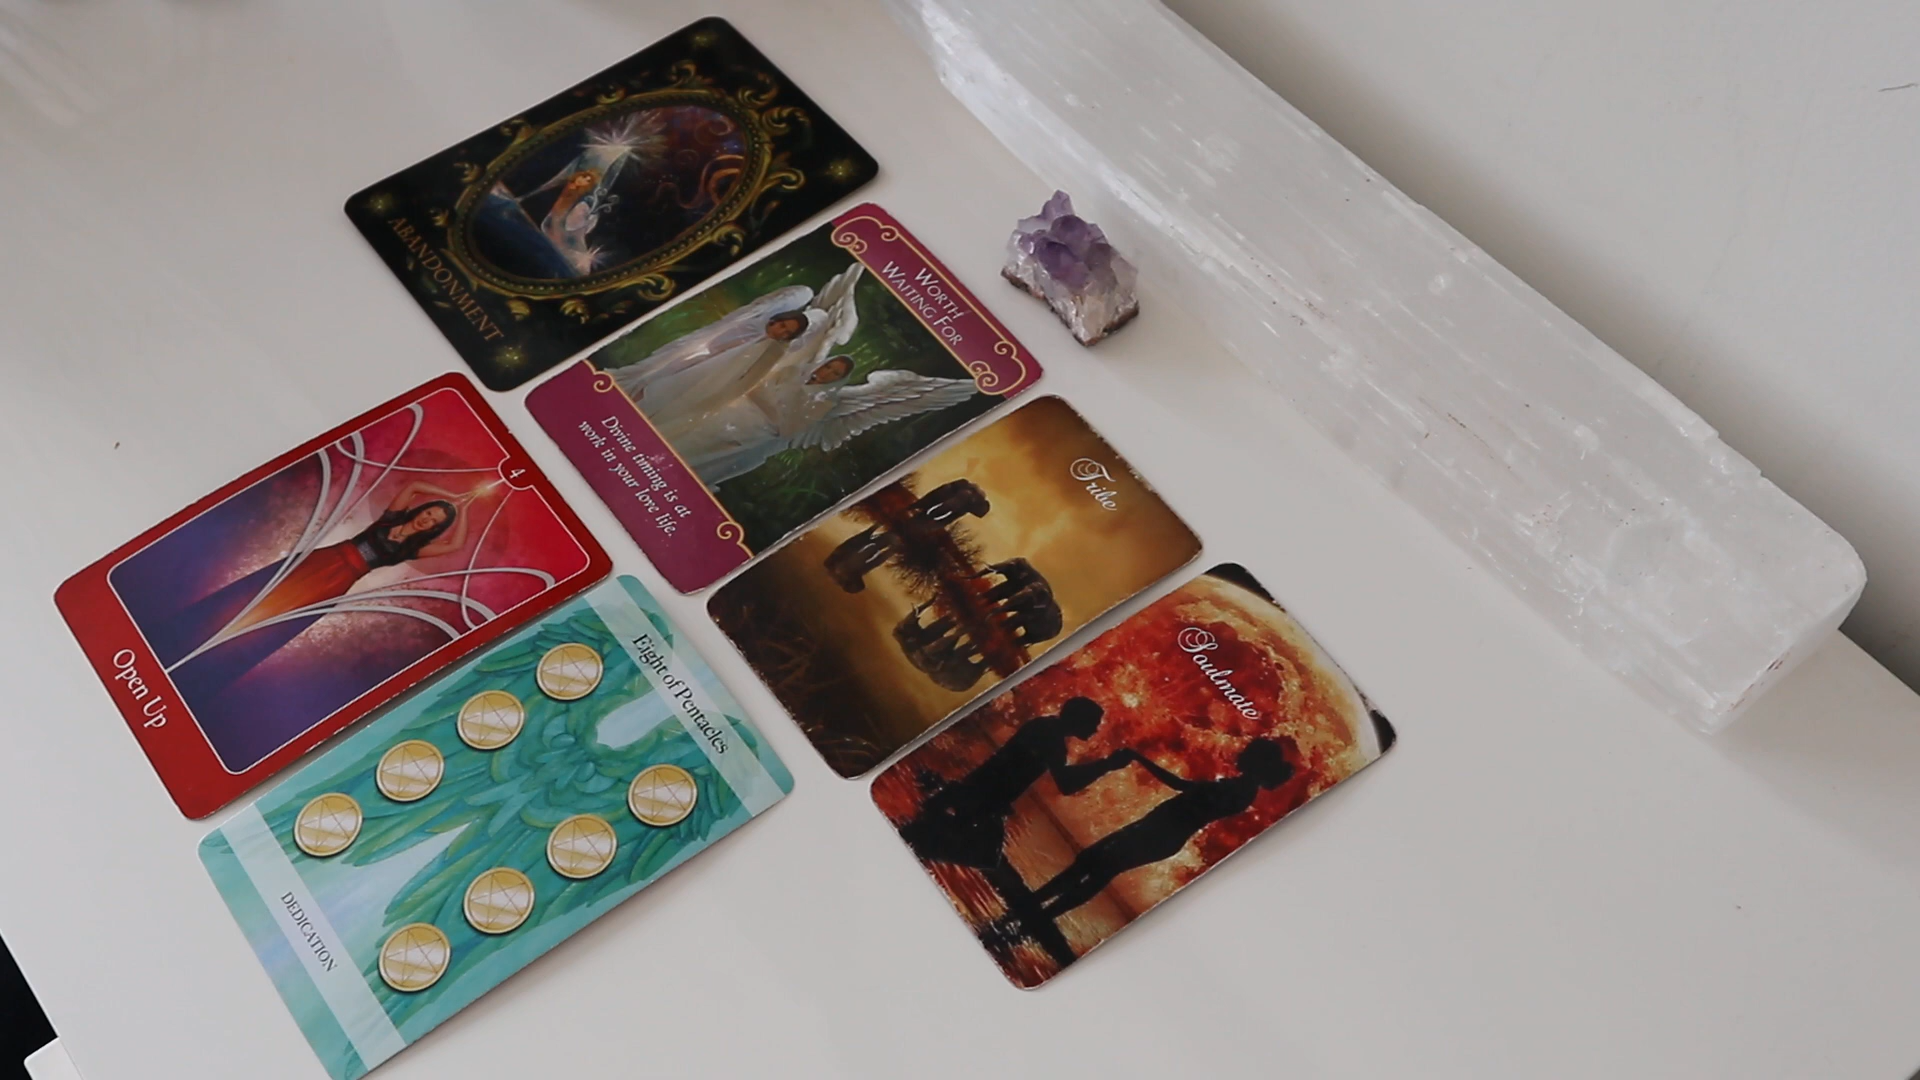 ABANDONMENT
WORTH
WAITING FOR
Divine timing is at
work in your love life.
Tribe
Soulmate
4
Open Up
Eight of Pentacles
DEDICATION